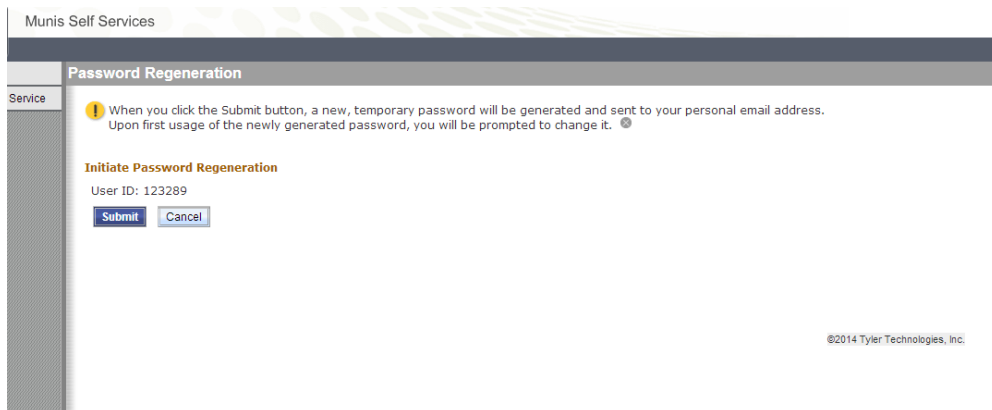 Munis Self Services
Password Regeneration
Service
When you click the Submit button, a new, temporary password will be generated and sent to your personal email address.
Upon first usage of the newly generated password, you will be prompted to change it.
Initiate Password Regeneration
User ID: 123289
Submit Cancel
©2014 Tyler Technologies, Inc.